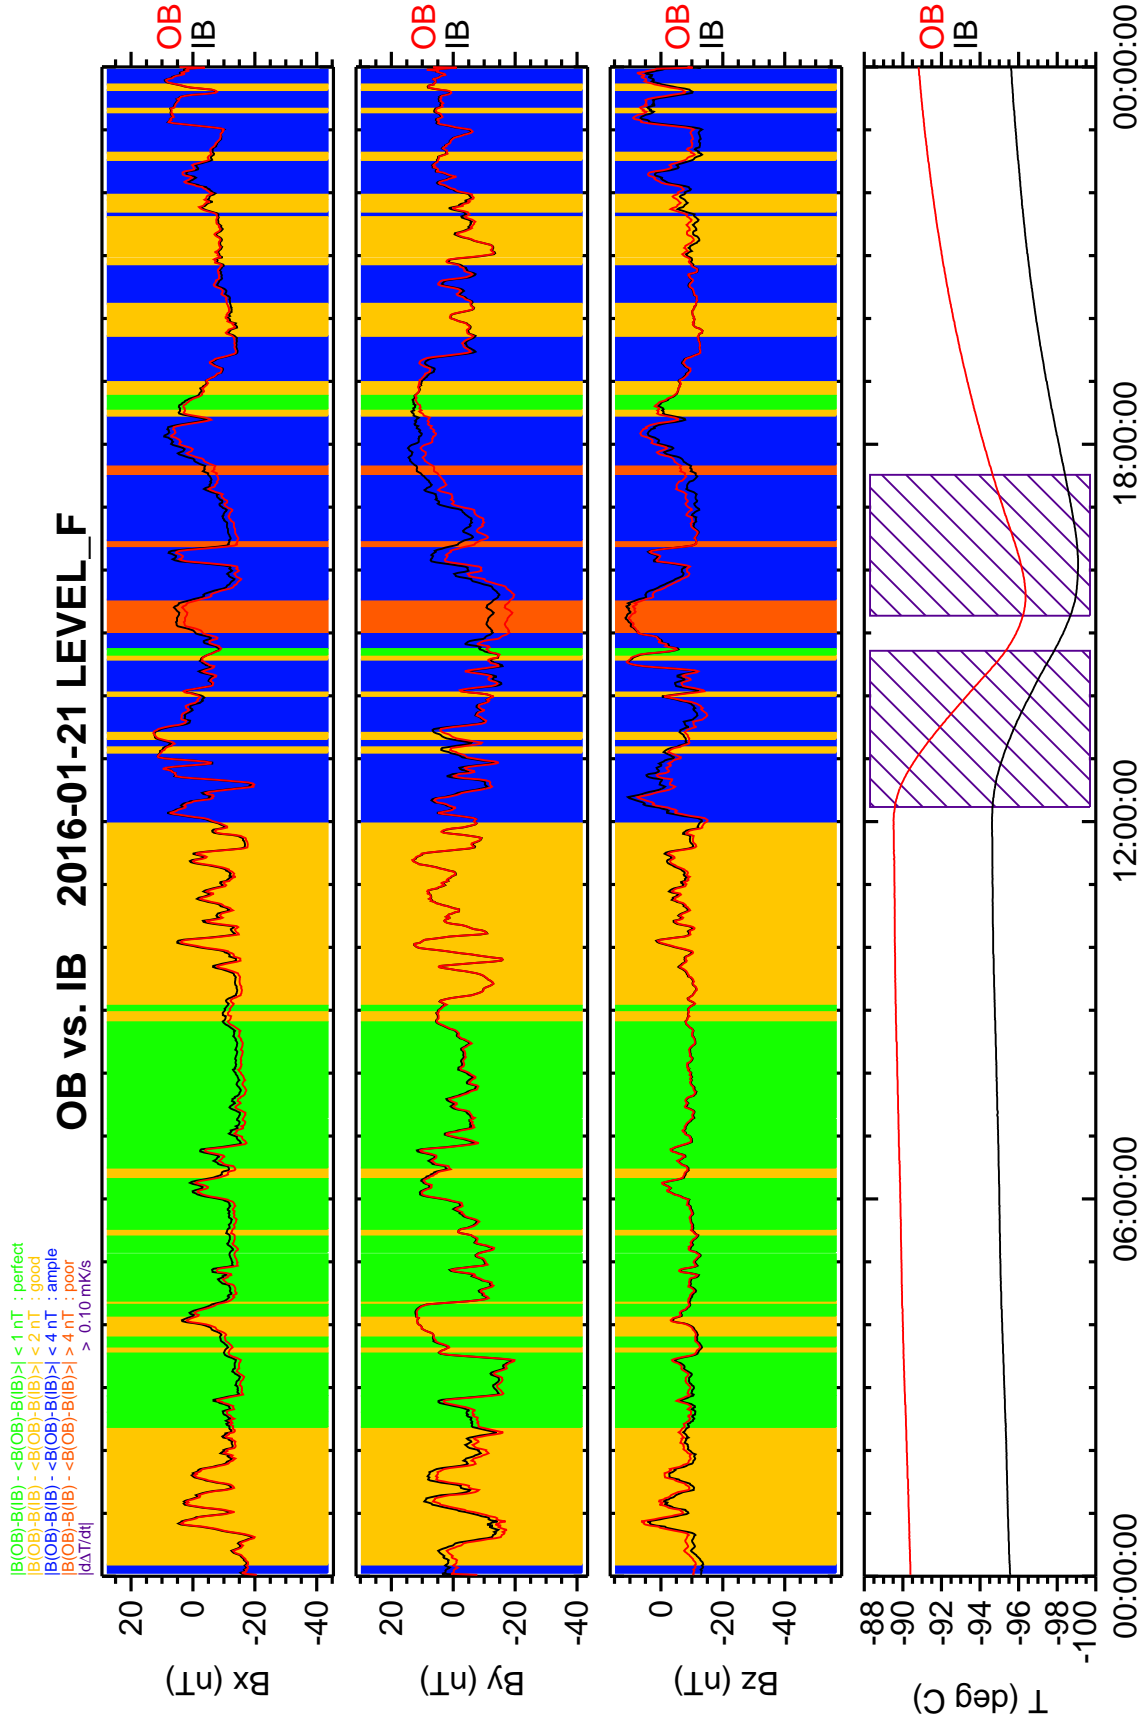 OB vs. IB 2016-01-21 LEVEL_F
|B(OB)-B(IB) - <B(OB)-B(IB)>| < 1 nT : perfect
|B(OB)-B(IB) - <B(OB)-B(IB)>| < 2 nT : good
|B(OB)-B(IB) - <B(OB)-B(IB)>| < 4 nT : ample
|B(OB)-B(IB) - <B(OB)-B(IB)>| > 4 nT : poor
|dΔT/dt| > 0.10 mK/s
Bx (nT)
20
0
-20
-40
OB
IB
By (nT)
20
0
-20
-40
OB
IB
Bz (nT)
0
-20
-40
OB
IB
T (deg C)
-88
-90
-92
-94
-96
-98
-100
OB
IB
00:00:00
06:00:00
12:00:00
18:00:00
00:00:00